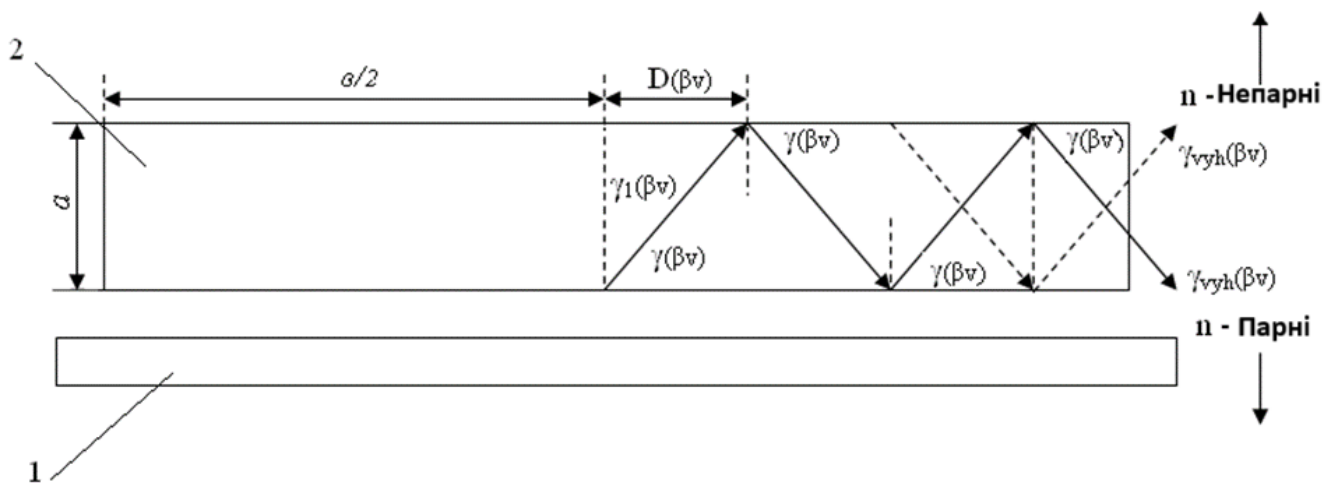 2
в/2
D(βv)
n - Непарні
γ(βv)
γ(βv)
γvyh(βv)
a
γ1(βv)
γ(βv)
γ(βv)
γvyh(βv)
n - Парні
1